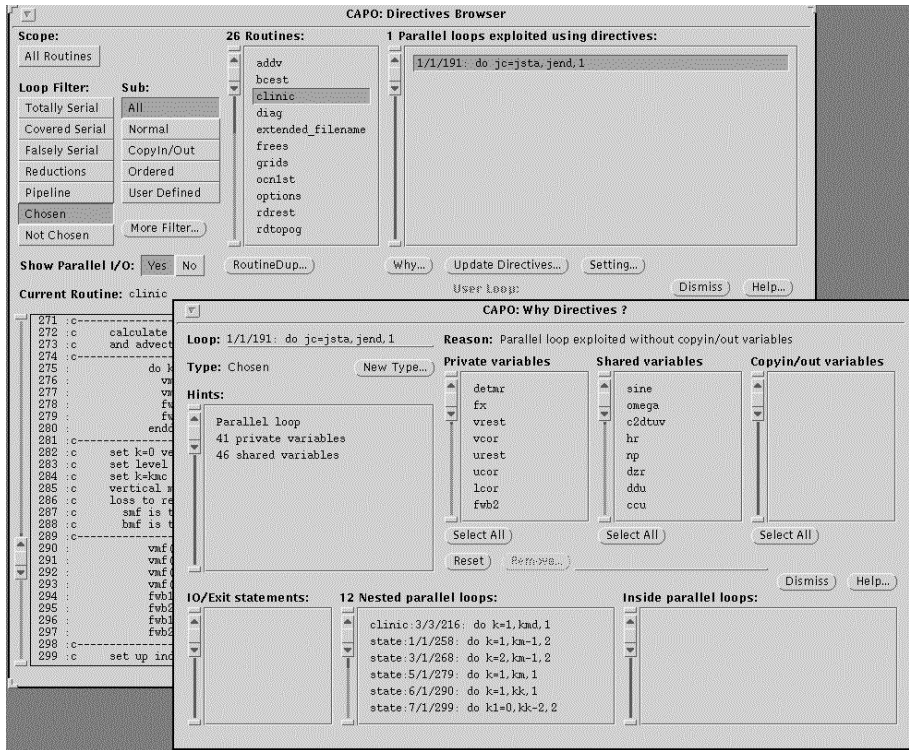 CAPO: Directives Browser
Scope:
All Routines
26 Routines:
1 Parallel loops exploited using directives:
addv
bcest
clinic
diag
extended_filename
frees
grids
ocn1st
options
rdrest
rdtopog
1/1/191: do jc=jsta,jend,1
Loop Filter:
Sub:
Totally Serial
Covered Serial
Falsely Serial
Reductions
Pipeline
Chosen
Not Chosen
All
Normal
CopyIn/Out
Ordered
User Defined
More Filter...
Show Parallel I/O: Yes No
RoutineDup...
Why...
Update Directives...
Setting...
User Loop:
Dismiss
Help...
Current Routine: clinic
271 :c----------------
272 :c calculate
273 :c and advect
274 :c----------------
275 : do k
276 : vm
277 : vm
278 : fw
279 : fw
280 : endd
281 :c----------------
282 :c set k=0 ve
283 :c set level
284 :c set k=kmc
285 :c vertical m
286 :c loss to re
287 :c smf is t
288 :c bmf is t
289 :c----------------
290 : vmf(
291 : vmf(
292 : vmf(
293 : vmf(
294 : fwb1
295 : fwb2
296 : fwb1
297 : fwb2
298 :c----------------
299 :c set up ind
CAPO: Why Directives ?
Loop: 1/1/191: do jc=jsta,jend,1
Reason: Parallel loop exploited without copyin/out variables
Type: Chosen
New Type...
Hints:
Parallel loop
41 private variables
46 shared variables
Private variables
detmr
fx
vrest
vcor
urest
ucor
lcor
fwb2
Select All
Shared variables
sine
omega
c2dtuv
hr
np
dzr
ddu
ccu
Select All
Copyin/out variables
Select All
Reset
Remove...
Dismiss
Help...
IO/Exit statements:
12 Nested parallel loops:
clinic:3/3/216: do k=1,kmd,1
state:1/1/258: do k=1,km-1,2
state:3/1/268: do k=2,km-1,2
state:5/1/279: do k=1,km,1
state:6/1/290: do k=1,kk,1
state:7/1/299: do k1=0,kk-2,2
Inside parallel loops: